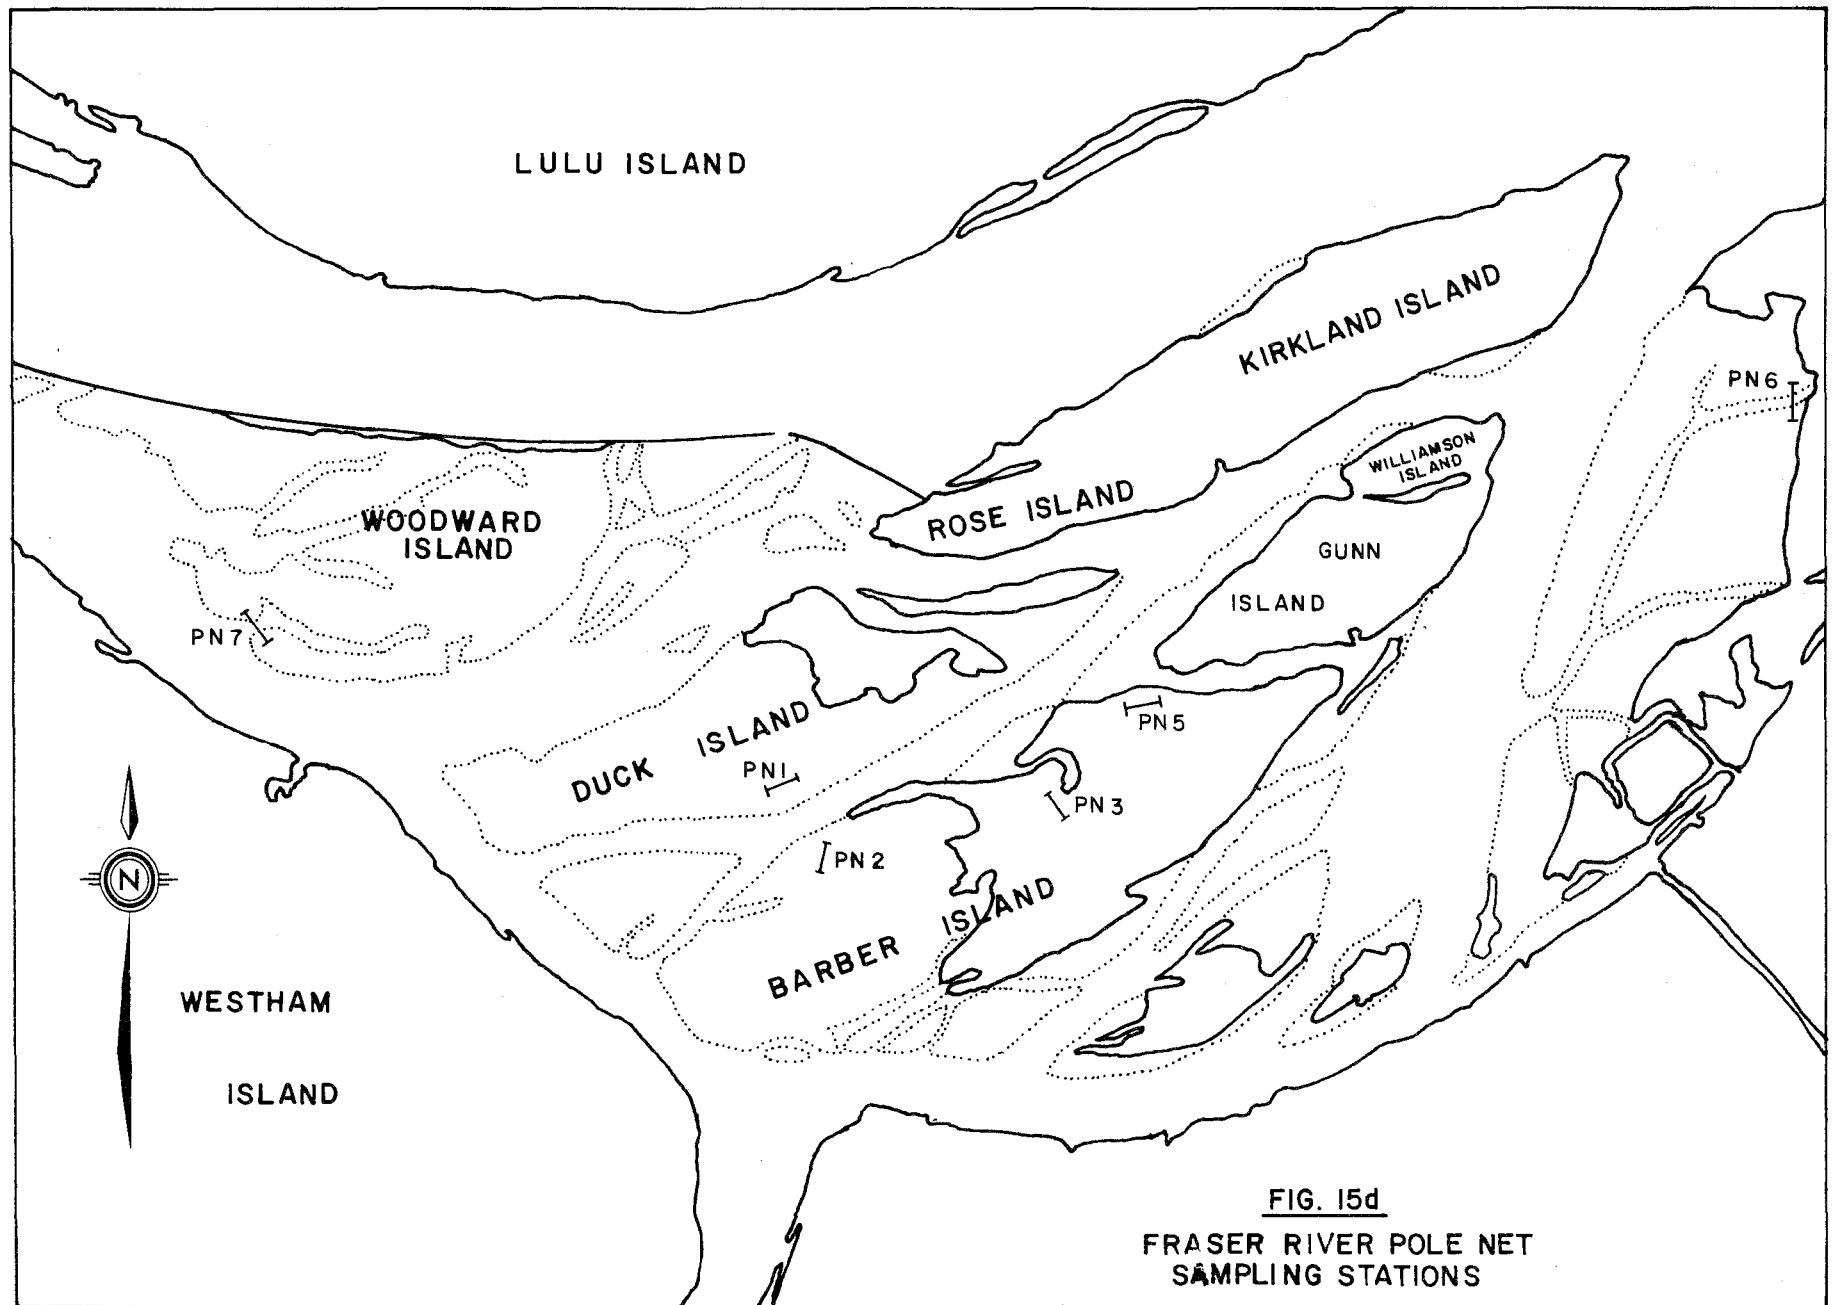 LULU ISLAND
KIRKLAND ISLAND
PN6
WILLIAMSON
ISLAND
ROSE ISLAND
WOODWARD
ISLAND
GUNN
ISLAND
PN7
DUCK ISLAND
PN5
PN1
PN3
PN2
BARBER ISLAND
N
WESTHAM
ISLAND
FIG. 15d
FRASER RIVER POLE NET
SAMPLING STATIONS